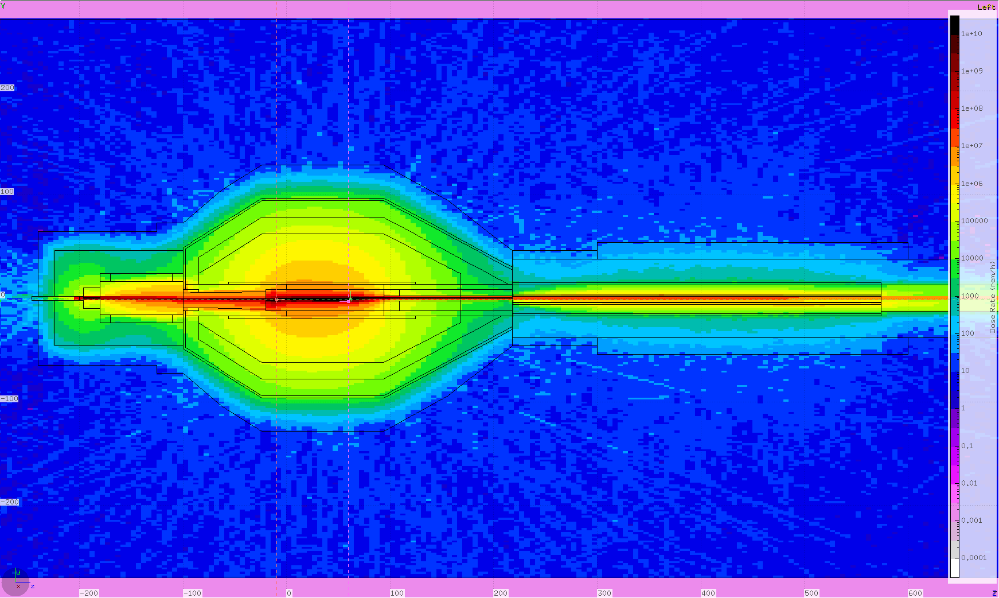 Y
Left
1e+10
1e+09
200
1e+08
1e+07
1e+06
100
100000
10000
0
1000
Dose Rate (rem/h)
100
10
-100
1
0.1
0.01
-200
0.001
0.0001
y
x z
-200 -100 0 100 200 300 400 500 600 Z